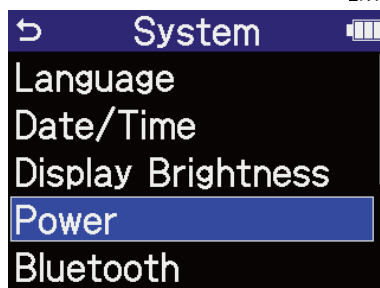 System
Language
Date/Time
Display Brightness
Power
Bluetooth